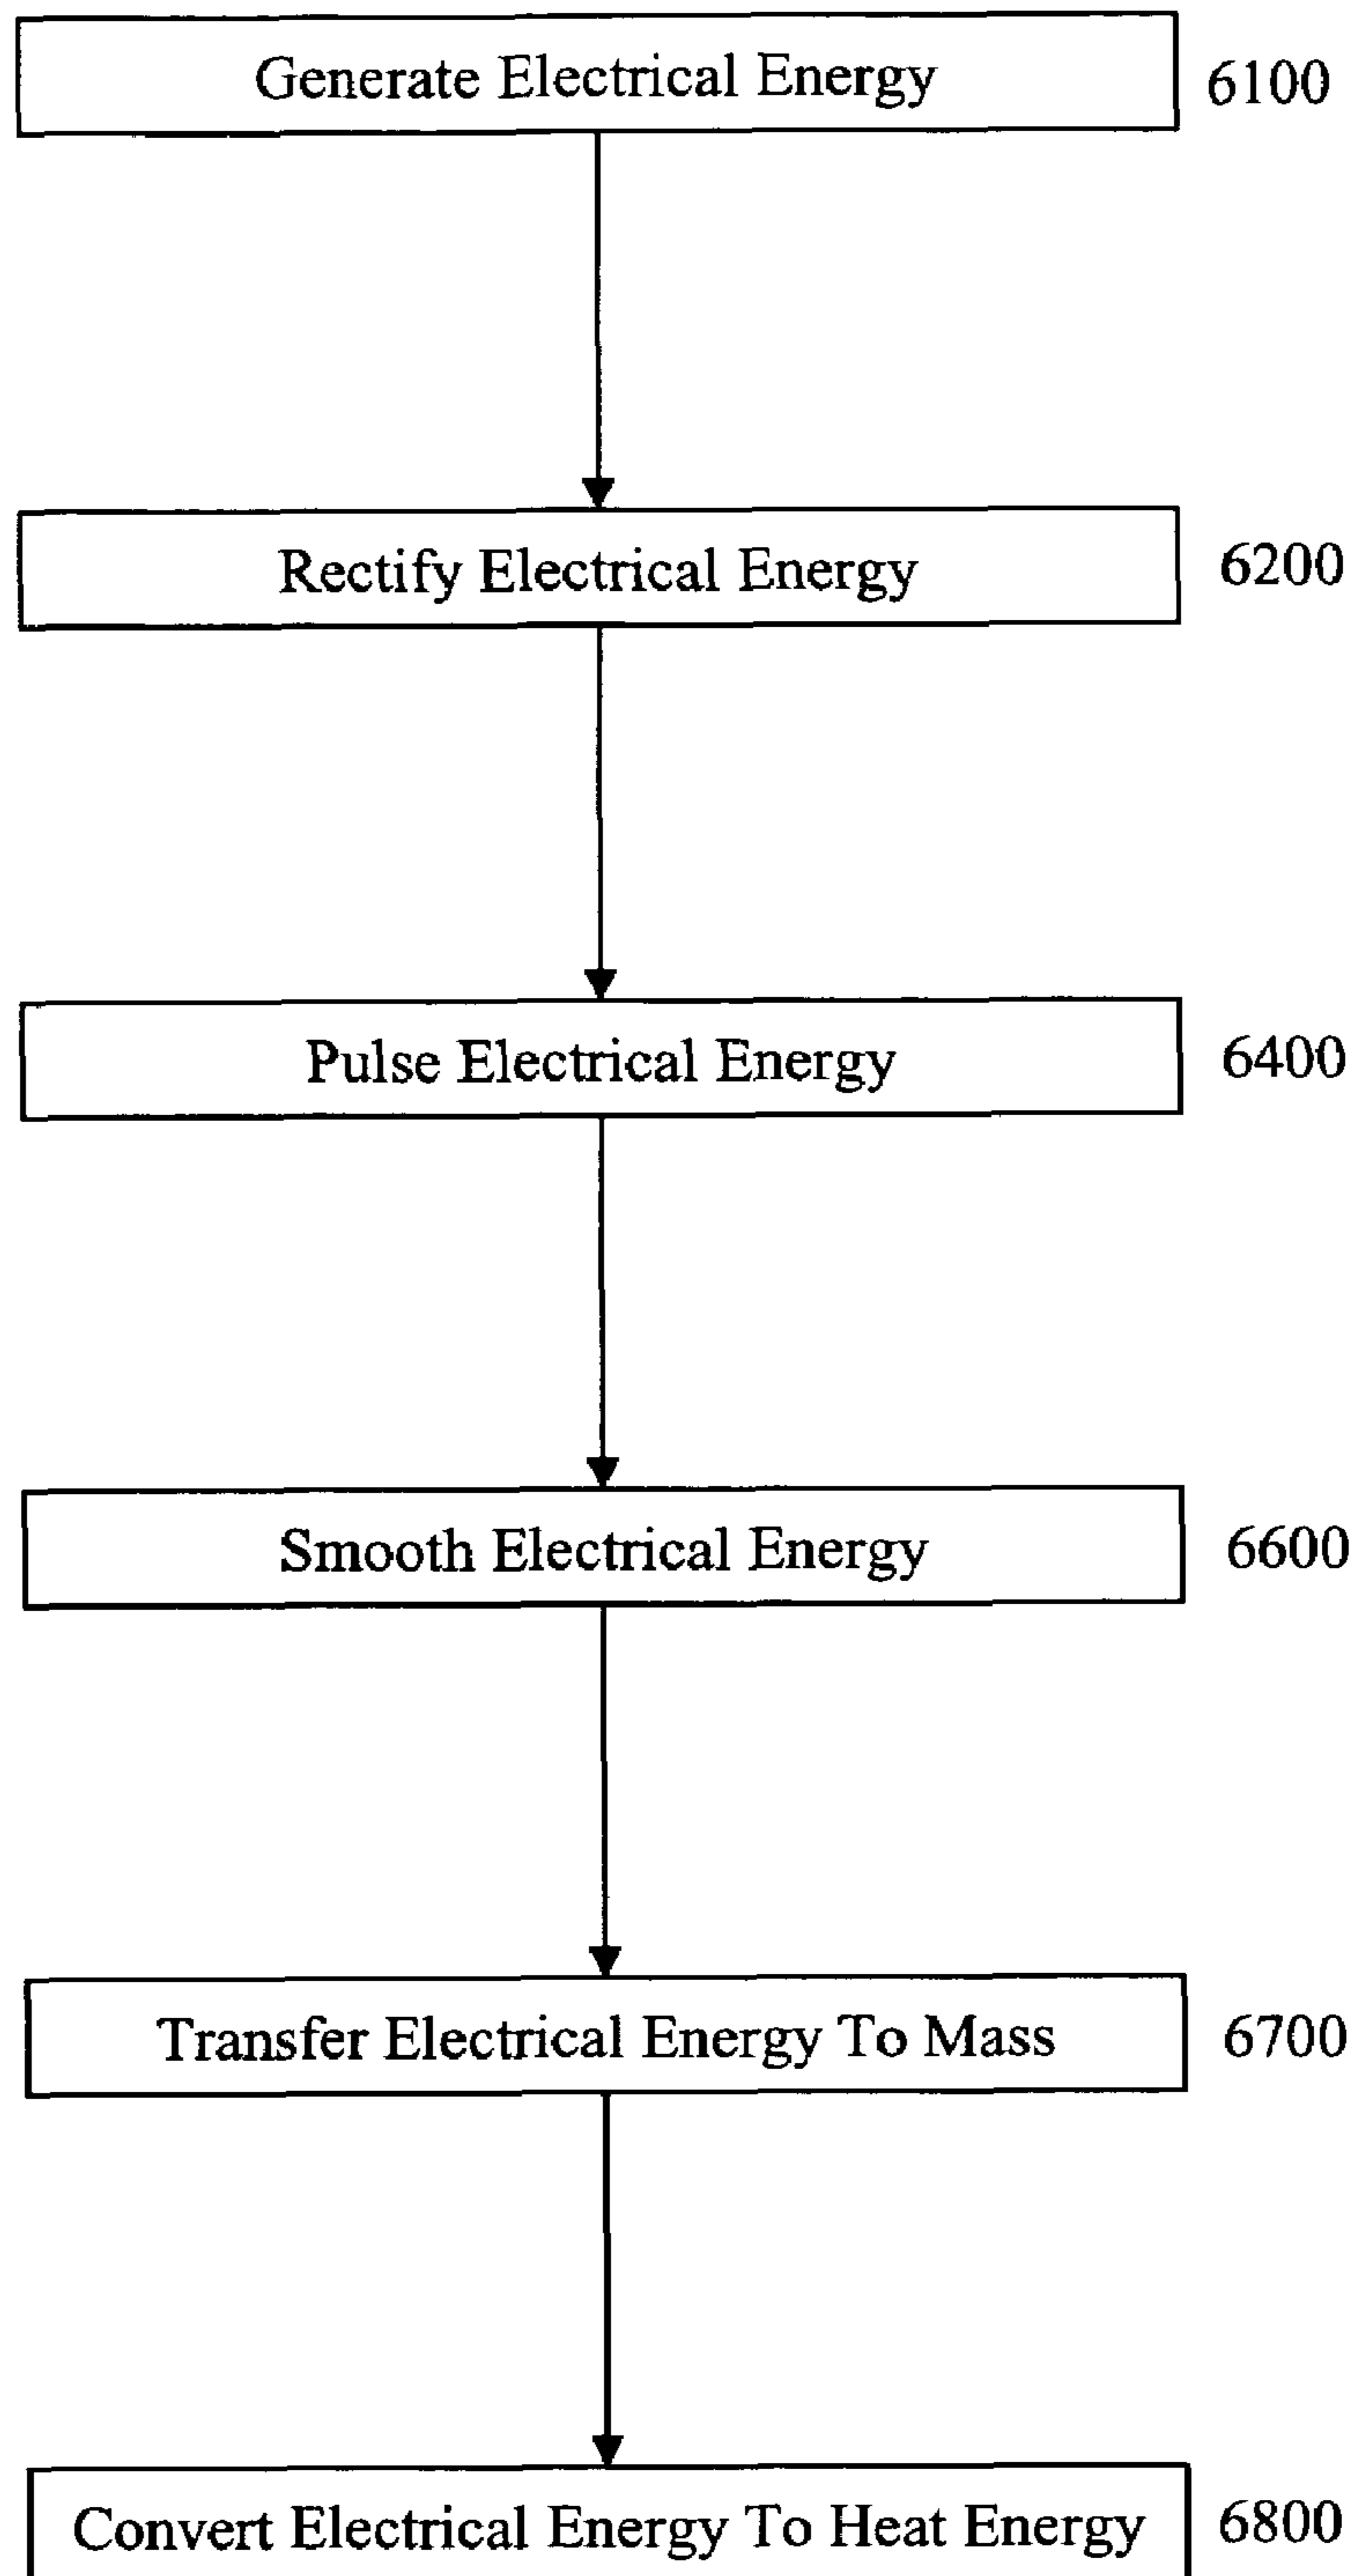 Generate Electrical Energy 6100
Rectify Electrical Energy 6200
Pulse Electrical Energy 6400
Smooth Electrical Energy 6600
Transfer Electrical Energy To Mass 6700
Convert Electrical Energy To Heat Energy 6800